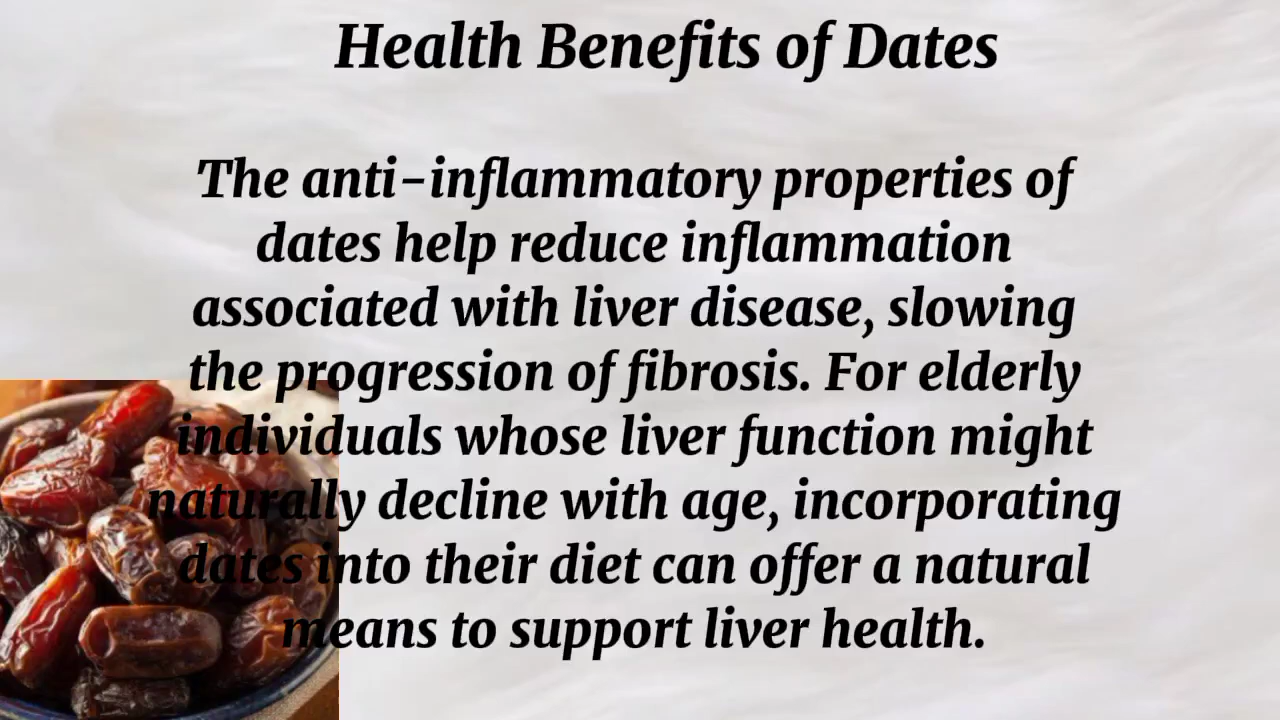 Health Benefits of Dates
The anti-inflammatory properties of
dates help reduce inflammation
associated with liver disease, slowing
the progression of fibrosis. For elderly
individuals whose liver function might
naturally decline with age, incorporating
dates into their diet can offer a natural
means to support liver health.